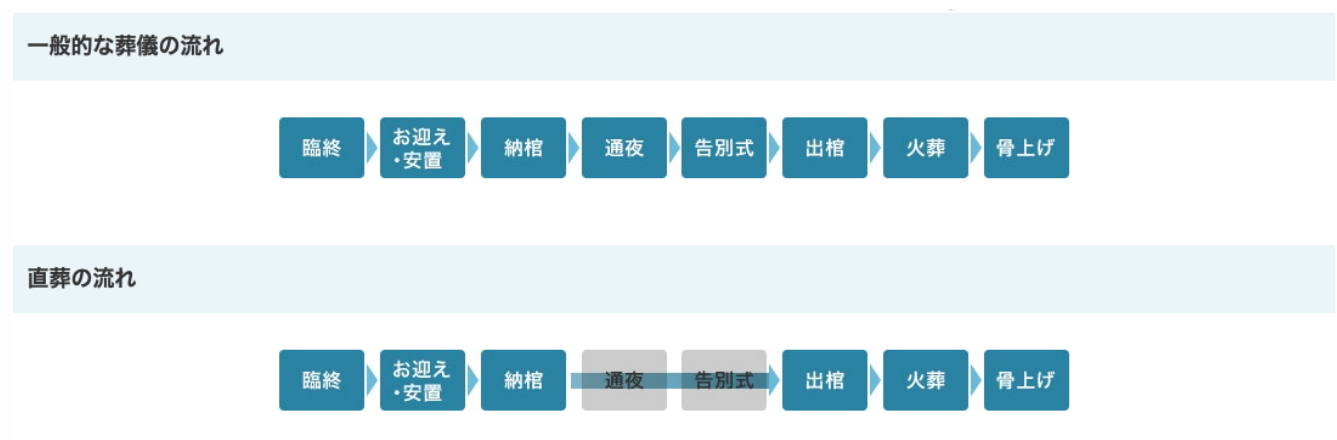 一般的な葬儀の流れ
臨終
お迎え
・安置
納棺
通夜
告別式
出棺
火葬
骨上げ
直葬の流れ
臨終
お迎え
・安置
納棺
通夜
告別式
出棺
火葬
骨上げ